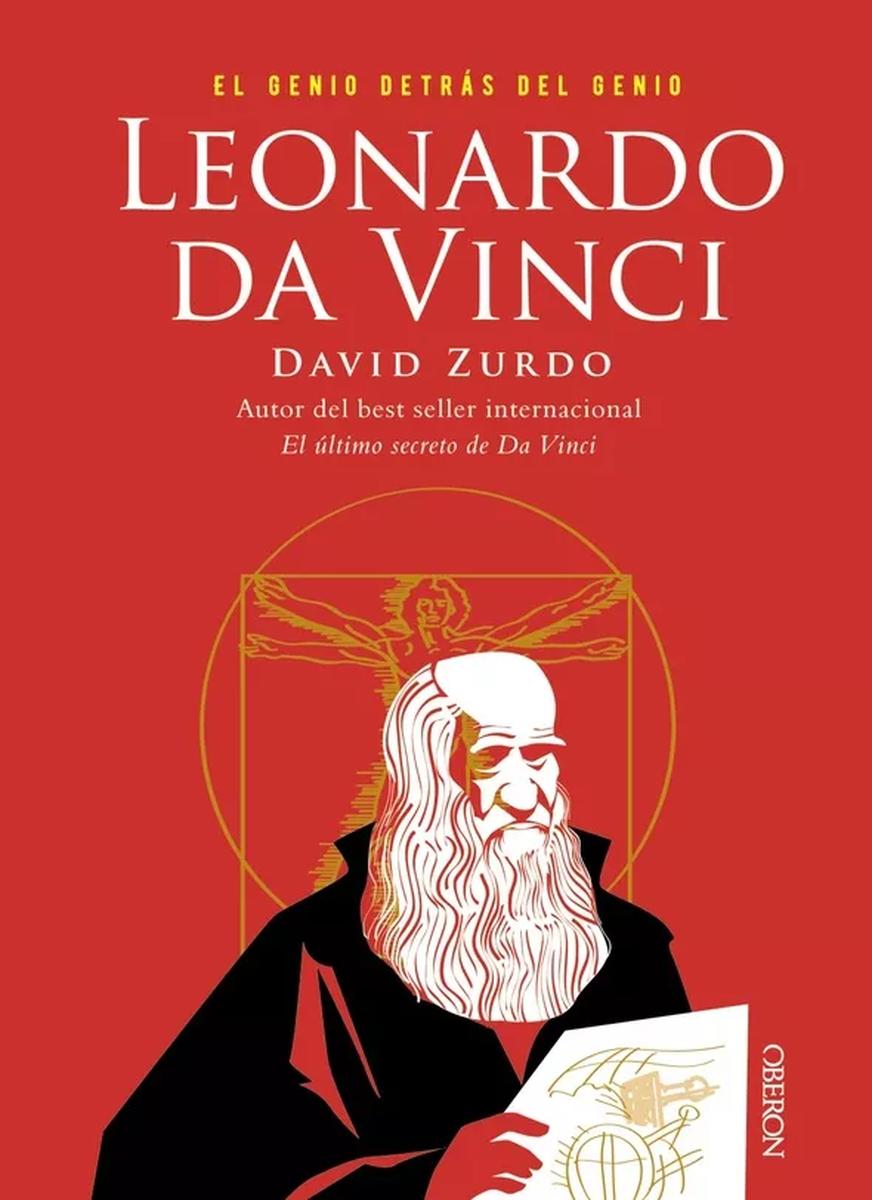 EL GENIO DETRÁS DEL GENIO
LEONARDO
DA VINCI
DAVID ZURDO
Autor del best seller internacional
El último secreto de Da Vinci
OBERON